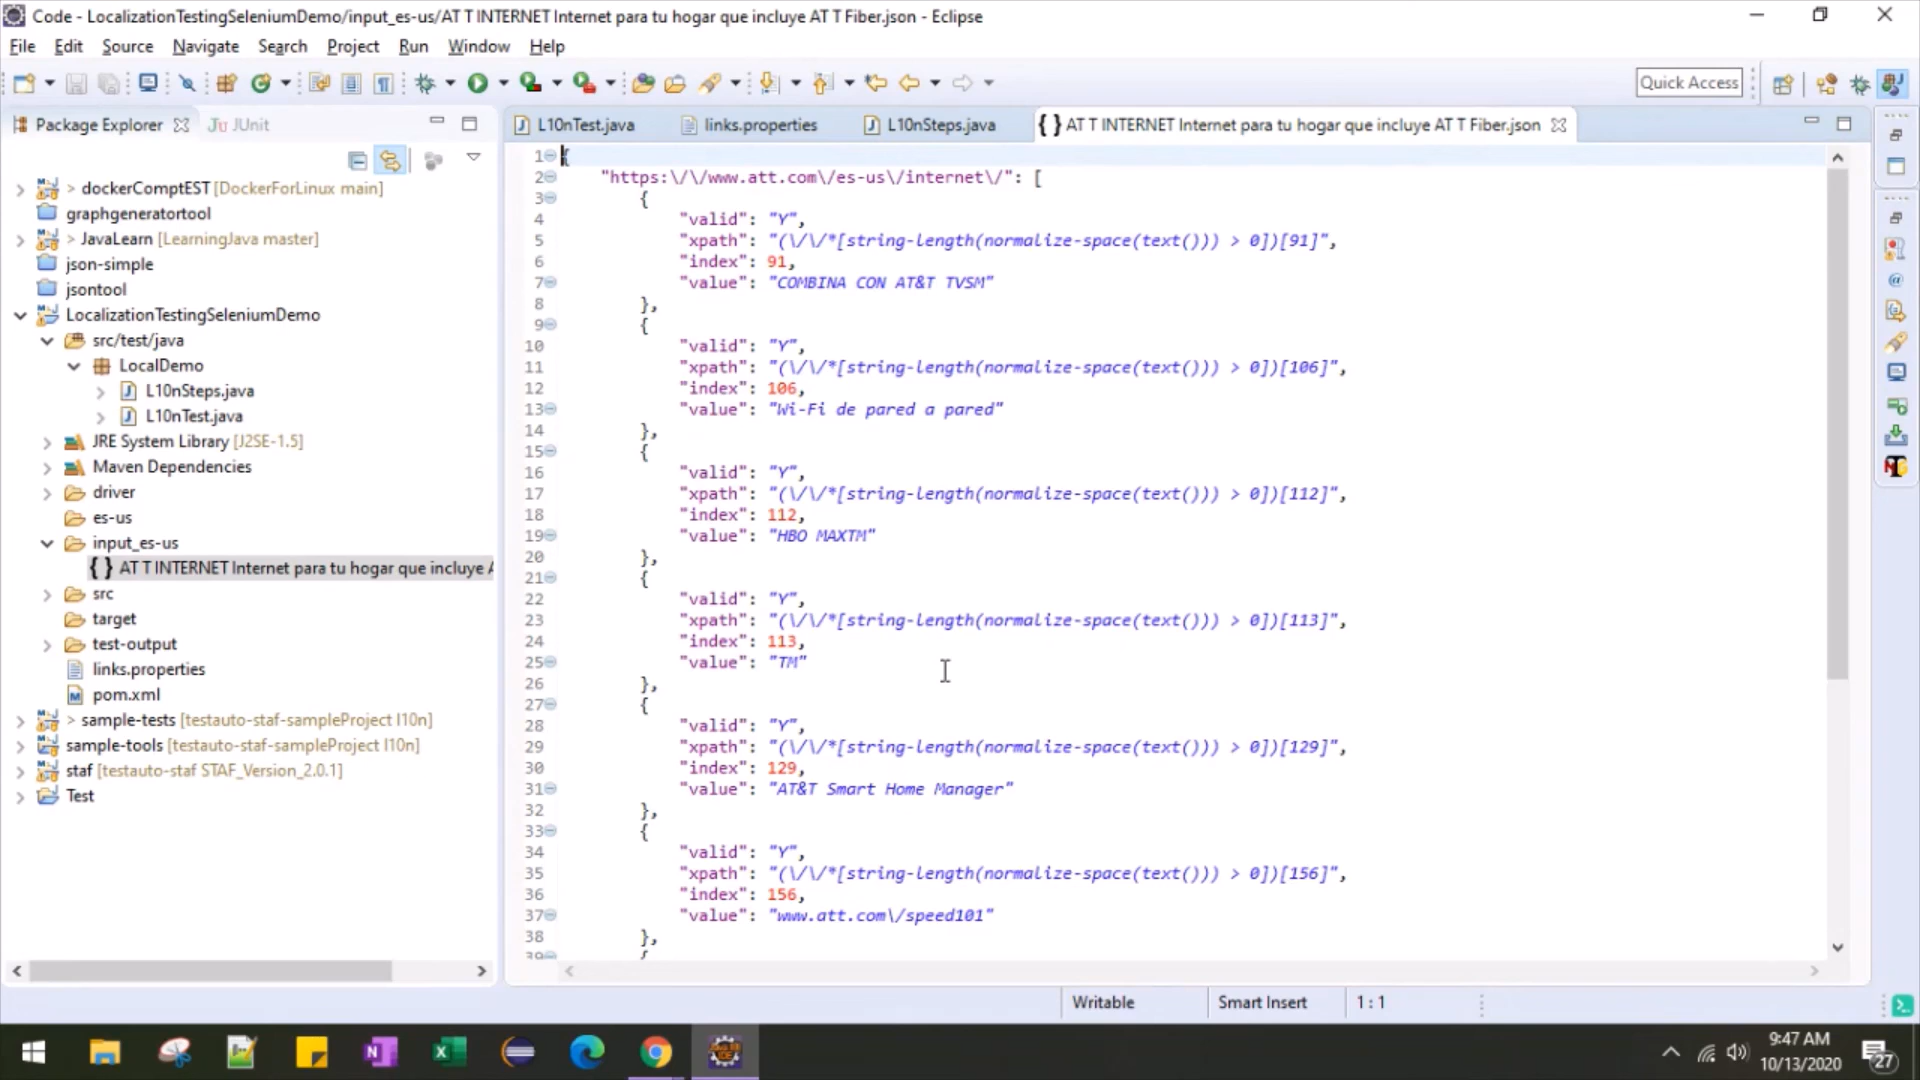 Code - LocalizationTestingSeleniumDemo/input_es-us/AT T INTERNET Internet para tu hogar que incluye AT T Fiber.json - Eclipse
File Edit Source Navigate Search Project Run Window Help
Quick Access
Package Explorer JUnit
L10nTest.java links.properties L10nSteps.java { } AT T INTERNET Internet para tu hogar que incluye AT T Fiber.json
> dockerComptEST [DockerForLinux main]
graphgeneratortool
> JavaLearn [LearningJava master]
json-simple
jsontool
LocalizationTestingSeleniumDemo
src/test/java
LocalDemo
L10nSteps.java
L10nTest.java
JRE System Library [J2SE-1.5]
Maven Dependencies
driver
es-us
input_es-us
{ } AT T INTERNET Internet para tu hogar que incluye A
src
target
test-output
links.properties
pom.xml
> sample-tests [testauto-staf-sampleProject l10n]
sample-tools [testauto-staf-sampleProject l10n]
staf [testauto-staf STAF_Version_2.0.1]
Test
1 {
2 "https:\/\/www.att.com\/es-us\/internet\/": [
3 {
4 "valid": "Y",
5 "xpath": "(\/\/*[string-length(normalize-space(text())) > 0])[91]",
6 "index": 91,
7 "value": "COMBINA CON AT&T TVSM"
8 },
9 {
10 "valid": "Y",
11 "xpath": "(\/\/*[string-length(normalize-space(text())) > 0])[106]",
12 "index": 106,
13 "value": "Wi-Fi de pared a pared"
14 },
15 {
16 "valid": "Y",
17 "xpath": "(\/\/*[string-length(normalize-space(text())) > 0])[112]",
18 "index": 112,
19 "value": "HBO MAXTM"
20 },
21 {
22 "valid": "Y",
23 "xpath": "(\/\/*[string-length(normalize-space(text())) > 0])[113]",
24 "index": 113,
25 "value": "TM"
26 },
27 {
28 "valid": "Y",
29 "xpath": "(\/\/*[string-length(normalize-space(text())) > 0])[129]",
30 "index": 129,
31 "value": "AT&T Smart Home Manager"
32 },
33 {
34 "valid": "Y",
35 "xpath": "(\/\/*[string-length(normalize-space(text())) > 0])[156]",
36 "index": 156,
37 "value": "www.att.com\/speed101"
38 },
39 {
Writable Smart Insert 1 : 1
9:47 AM
10/13/2020
27